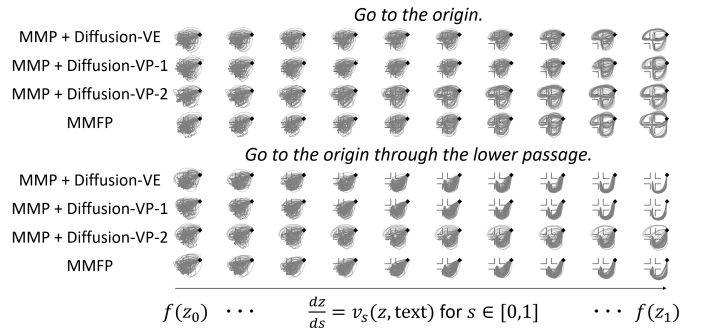 Go to the origin.
MMP + Diffusion-VE
MMP + Diffusion-VP-1
MMP + Diffusion-VP-2
MMFP
Go to the origin through the lower passage.
MMP + Diffusion-VE
MMP + Diffusion-VP-1
MMP + Diffusion-VP-2
MMFP
f(z₀) ··· dz/ds = vₛ(z, text) for s ∈ [0,1] ··· f(z₁)